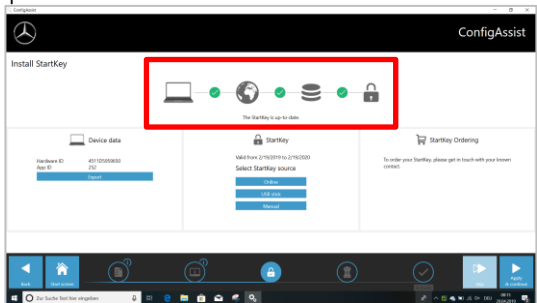 ConfigAssist
ConfigAssist
Install StartKey
The StartKey is up-to-date
Device data
Hardware ID
App ID 252
Export
StartKey
Valid from 2/19/2019 to 2/19/2020
Select StartKey source
Online
USB stick
Manual
StartKey Ordering
To order your StartKey, please get in touch with your known
contact.
Back
Start screen
Apply
& continue
Zur Suche Text hier eingeben
DEU